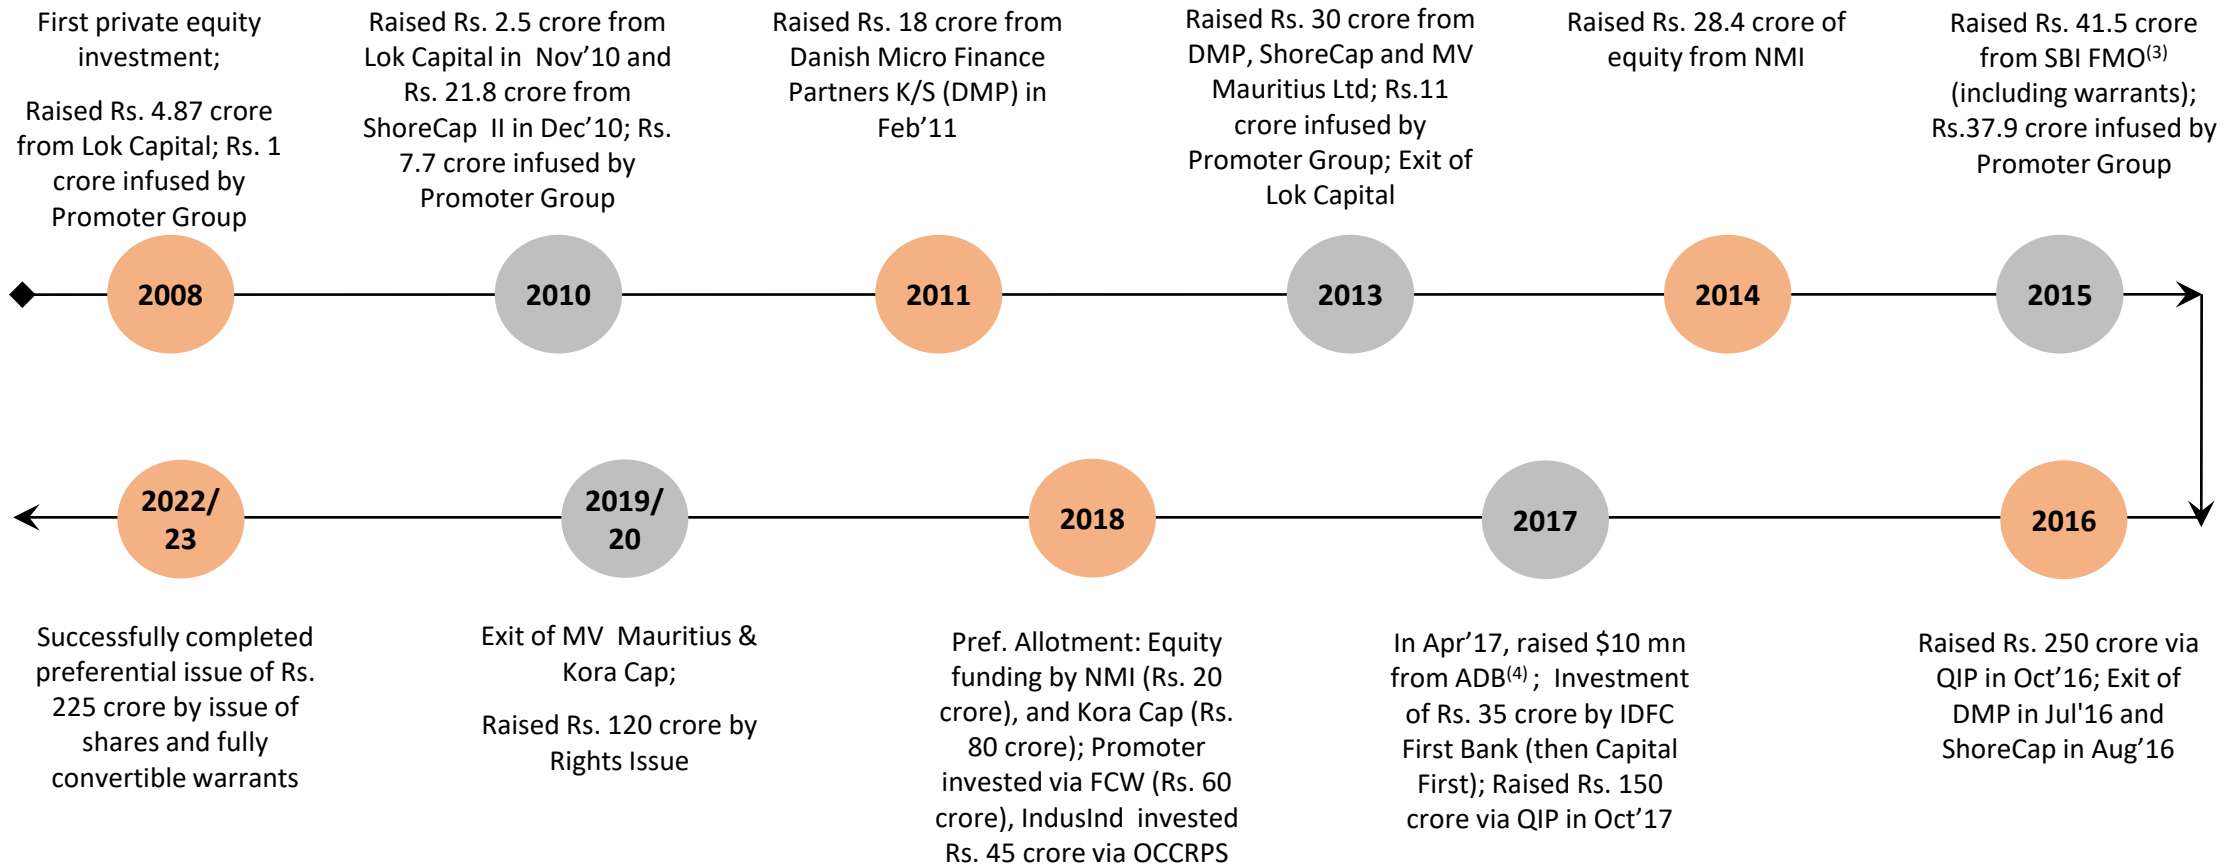 First private equity
investment;
Raised Rs. 4.87 crore
from Lok Capital; Rs. 1
crore infused by
Promoter Group
Raised Rs. 2.5 crore from
Lok Capital in Nov’10 and
Rs. 21.8 crore from
ShoreCap II in Dec’10; Rs.
7.7 crore infused by
Promoter Group
Raised Rs. 18 crore from
Danish Micro Finance
Partners K/S (DMP) in
Feb’11
Raised Rs. 30 crore from
DMP, ShoreCap and MV
Mauritius Ltd; Rs.11
crore infused by
Promoter Group; Exit of
Lok Capital
Raised Rs. 28.4 crore of
equity from NMI
Raised Rs. 41.5 crore
from SBI FMO(3)
(including warrants);
Rs.37.9 crore infused by
Promoter Group
2008
2010
2011
2013
2014
2015
2022/
23
2019/
20
2018
2017
2016
Successfully completed
preferential issue of Rs.
225 crore by issue of
shares and fully
convertible warrants
Exit of MV Mauritius &
Kora Cap;
Raised Rs. 120 crore by
Rights Issue
Pref. Allotment: Equity
funding by NMI (Rs. 20
crore), and Kora Cap (Rs.
80 crore); Promoter
invested via FCW (Rs. 60
crore), IndusInd invested
Rs. 45 crore via OCCRPS
In Apr’17, raised $10 mn
from ADB(4) ; Investment
of Rs. 35 crore by IDFC
First Bank (then Capital
First); Raised Rs. 150
crore via QIP in Oct’17
Raised Rs. 250 crore via
QIP in Oct’16; Exit of
DMP in Jul'16 and
ShoreCap in Aug’16